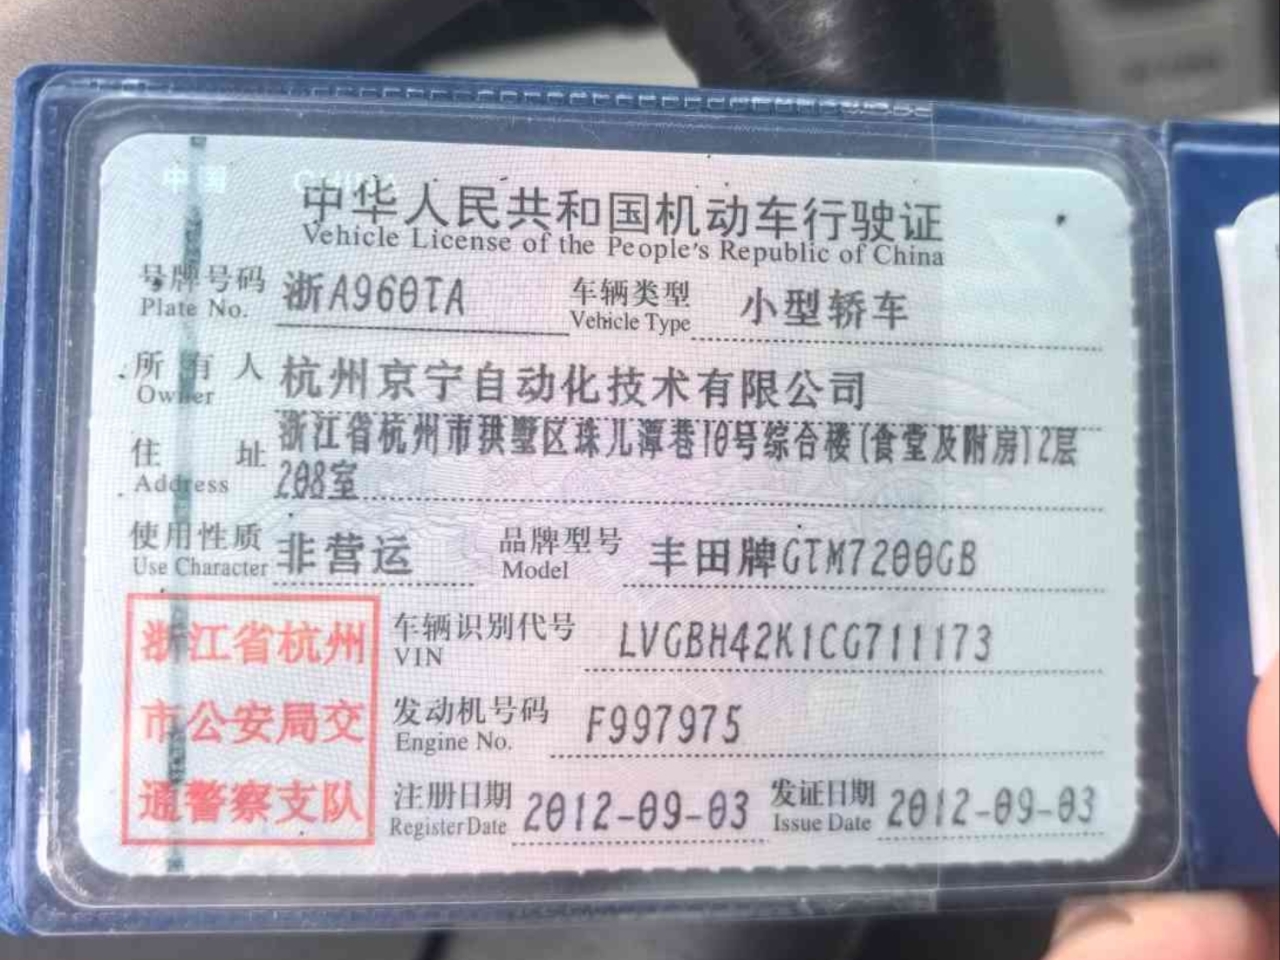 中国 CHINA
中华人民共和国机动车行驶证
Vehicle License of the People's Republic of China
号牌号码 浙A960TA 车辆类型 小型轿车
Plate No. Vehicle Type
所有人 杭州京宁自动化技术有限公司
Owner
住址 浙江省杭州市拱墅区珠儿潭巷10号综合楼(食堂及附房)2层
Address 208室
使用性质 非营运 品牌型号 丰田牌GTM7200GB
Use Character Model
浙江省杭州 车辆识别代号 LVGBH42K1CG711173
VIN
市公安局交 发动机号码 F997975
Engine No.
通警察支队 注册日期 2012-09-03 发证日期 2012-09-03
Register Date Issue Date